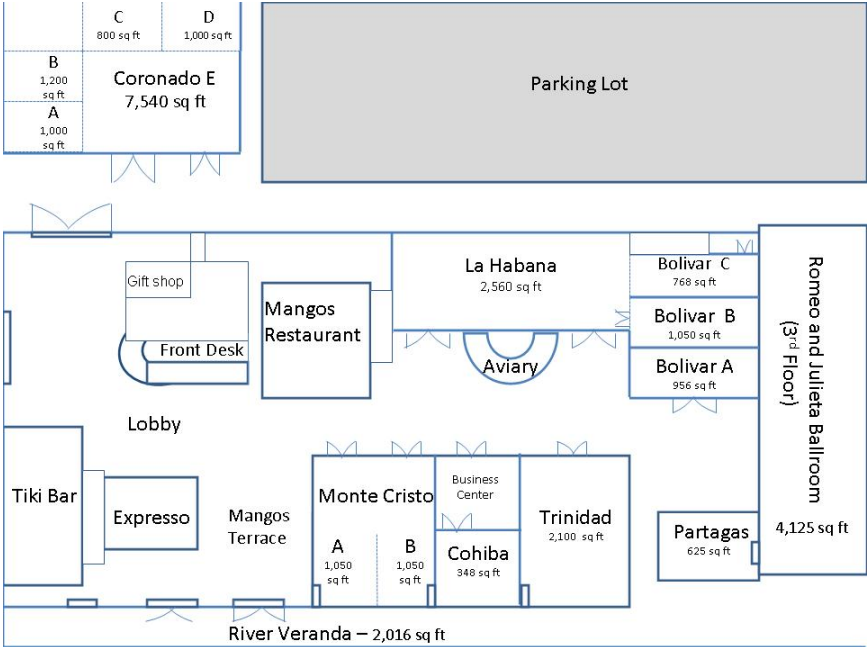 C
800 sq ft
D
1,000 sq ft
B
1,200
sq ft
A
1,000
sq ft
Coronado E
7,540 sq ft
Parking Lot
Gift shop
Front Desk
Mangos
Restaurant
La Habana
2,560 sq ft
Aviary
Bolivar C
768 sq ft
Bolivar B
1,050 sq ft
Bolivar A
956 sq ft
Romeo and Julieta Ballroom
(3rd Floor)
4,125 sq ft
Lobby
Tiki Bar
Expresso
Mangos
Terrace
Monte Cristo
A
1,050
sq ft
B
1,050
sq ft
Business
Center
Cohiba
348 sq ft
Trinidad
2,100 sq ft
Partagas
625 sq ft
River Veranda – 2,016 sq ft